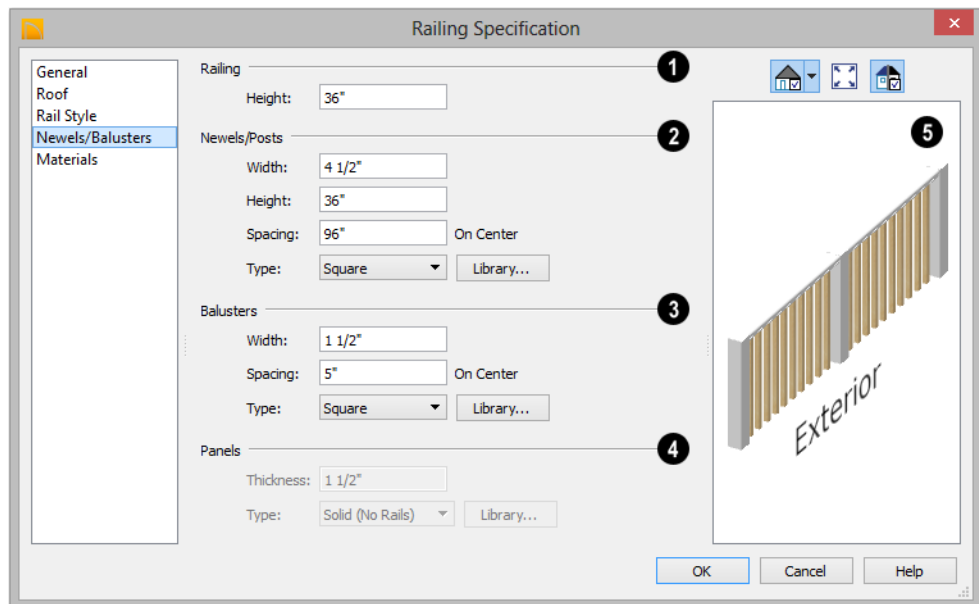 Railing Specification
x
General
Roof
Rail Style
Newels/Balusters
Materials
Railing 1
Height: 36"
Newels/Posts 2
Width: 4 1/2"
Height: 36"
Spacing: 96" On Center
Type: Square Library...
Balusters 3
Width: 1 1/2"
Spacing: 5" On Center
Type: Square Library...
Panels 4
Thickness: 1 1/2"
Type: Solid (No Rails) Library...
5
Exterior
OK Cancel Help